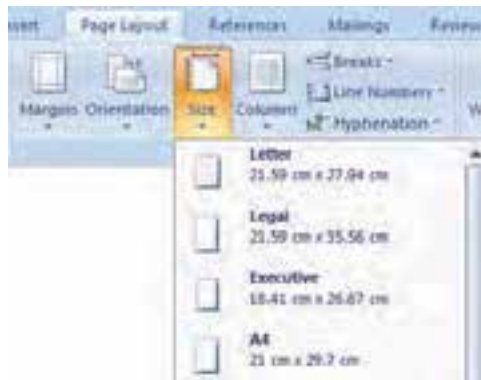 Page Layout References Mailings
Margins Orientation Size Columns
Breaks
Line Numbers
Hyphenation
Letter
21.59 cm x 27.94 cm
Legal
21.59 cm x 35.56 cm
Executive
18.41 cm x 26.67 cm
A4
21 cm x 29.7 cm